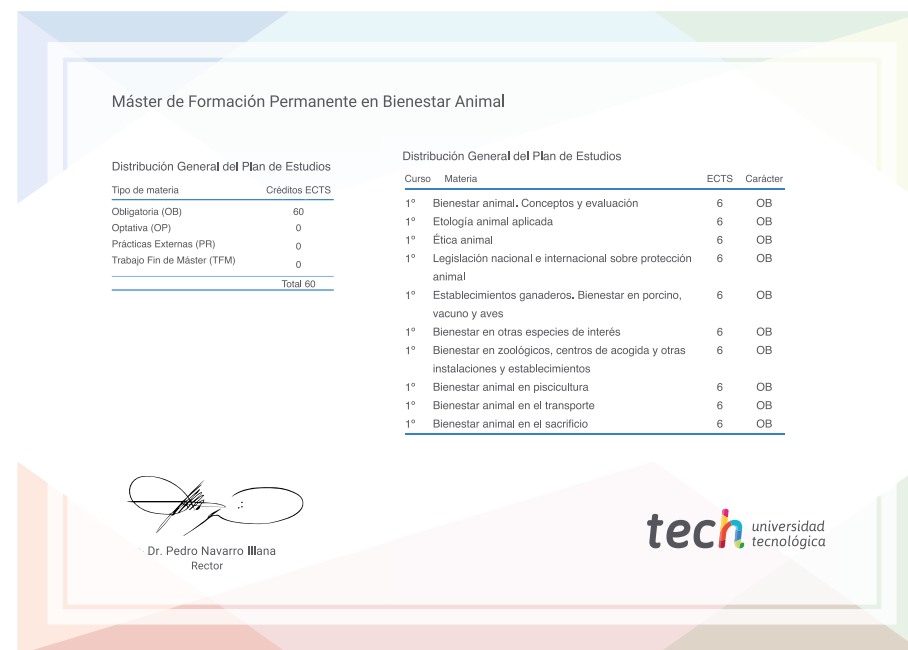 Máster de Formación Permanente en Bienestar Animal
Distribución General del Plan de Estudios
Tipo de materia Créditos ECTS
Obligatoria (OB) 60
Optativa (OP) 0
Prácticas Externas (PR) 0
Trabajo Fin de Máster (TFM) 0
Total 60
Distribución General del Plan de Estudios
Curso Materia ECTS Carácter
1º Bienestar animal. Conceptos y evaluación 6 OB
1º Etología animal aplicada 6 OB
1º Ética animal 6 OB
1º Legislación nacional e internacional sobre protección 6 OB
animal
1º Establecimientos ganaderos. Bienestar en porcino, 6 OB
vacuno y aves
1º Bienestar en otras especies de interés 6 OB
1º Bienestar en zoológicos, centros de acogida y otras 6 OB
instalaciones y establecimientos
1º Bienestar animal en piscicultura 6 OB
1º Bienestar animal en el transporte 6 OB
1º Bienestar animal en el sacrificio 6 OB
Dr. Pedro Navarro Illana
Rector
tech universidad
tecnológica